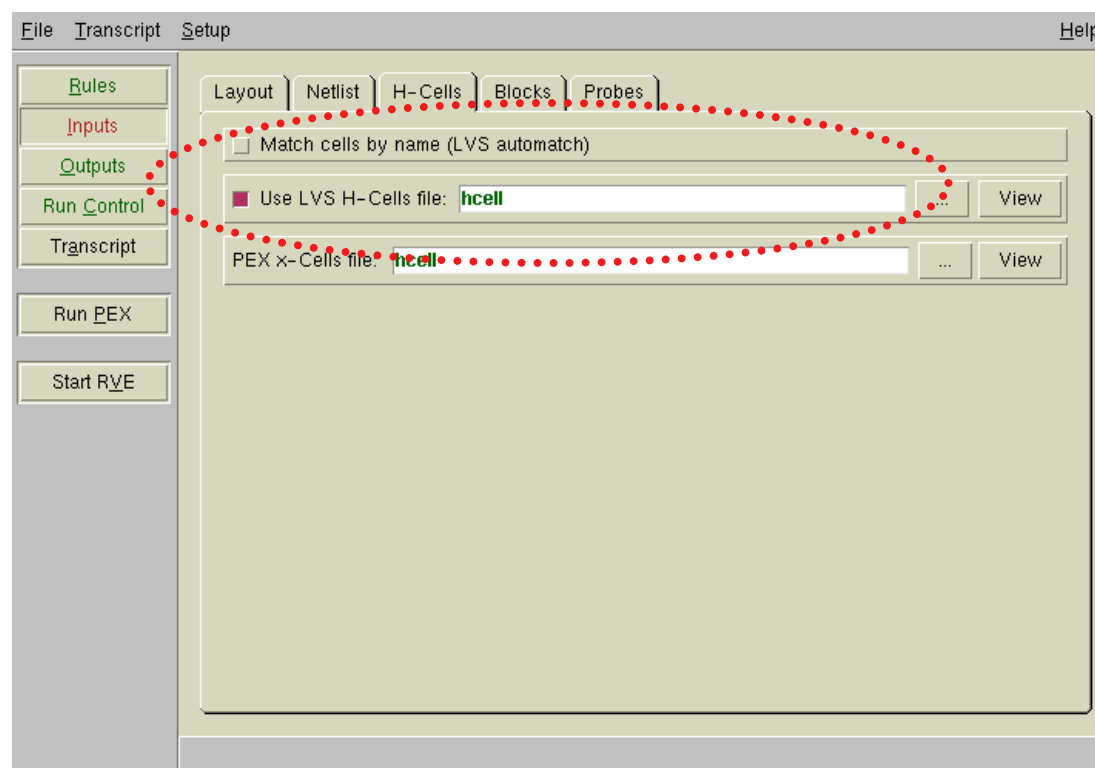 File Transcript Setup Help
Rules
Inputs
Outputs
Run Control
Transcript
Run PEX
Start RVE
Layout Netlist H-Cells Blocks Probes
Match cells by name (LVS automatch)
Use LVS H-Cells file: hcell ... View
PEX x-Cells file: hcell ... View